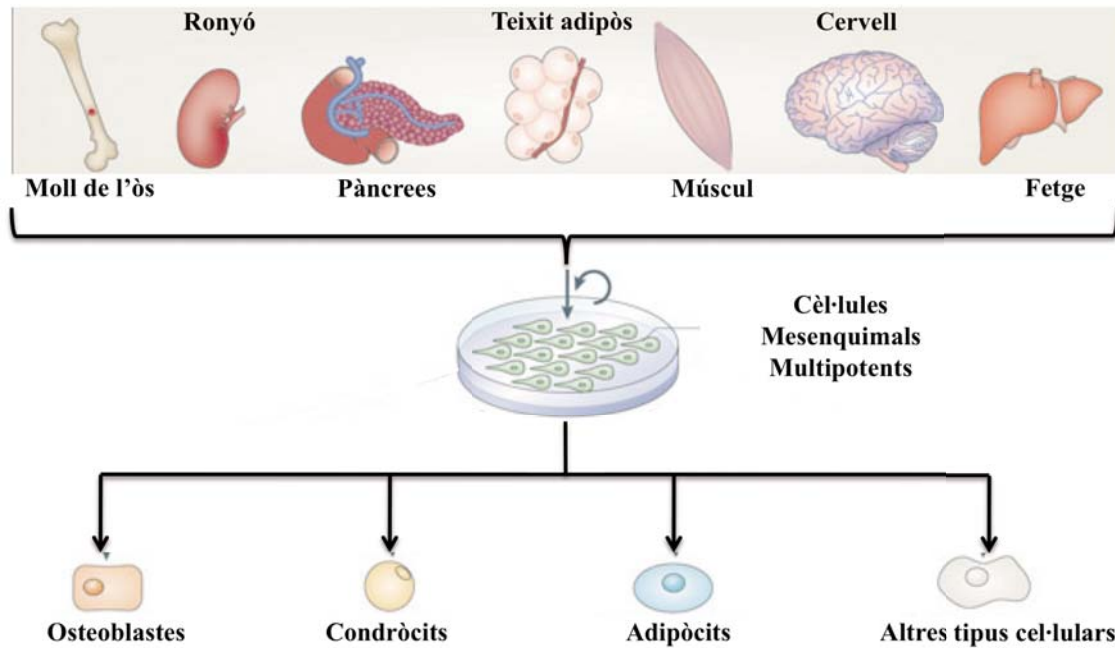 Ronyó
Teixit adipòs
Cervell
Moll de l’òs
Pàncrees
Múscul
Fetge
Cèl·lules
Mesenquimals
Multipotents
Osteoblastes
Condròcits
Adipòcits
Altres tipus cel·lulars